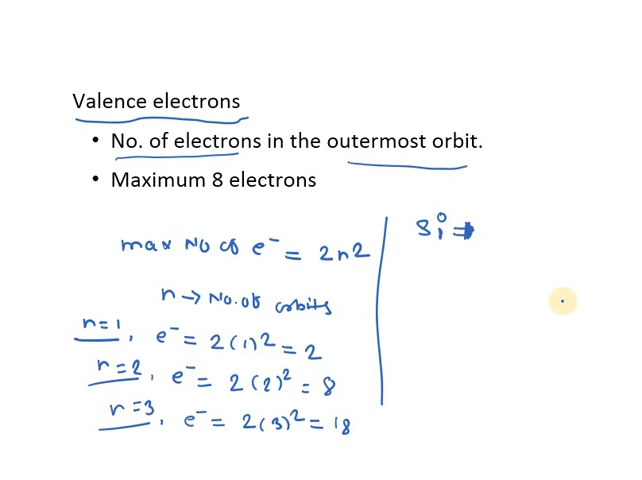 Valence electrons
• No. of electrons in the outermost orbit.
• Maximum 8 electrons
max No of e⁻ = 2n2
n → No. of orbits
n=1, e⁻ = 2(1)2 = 2
n=2, e⁻ = 2(2)² = 8
n=3, e⁻ = 2(3)² = 18
Si ⇒